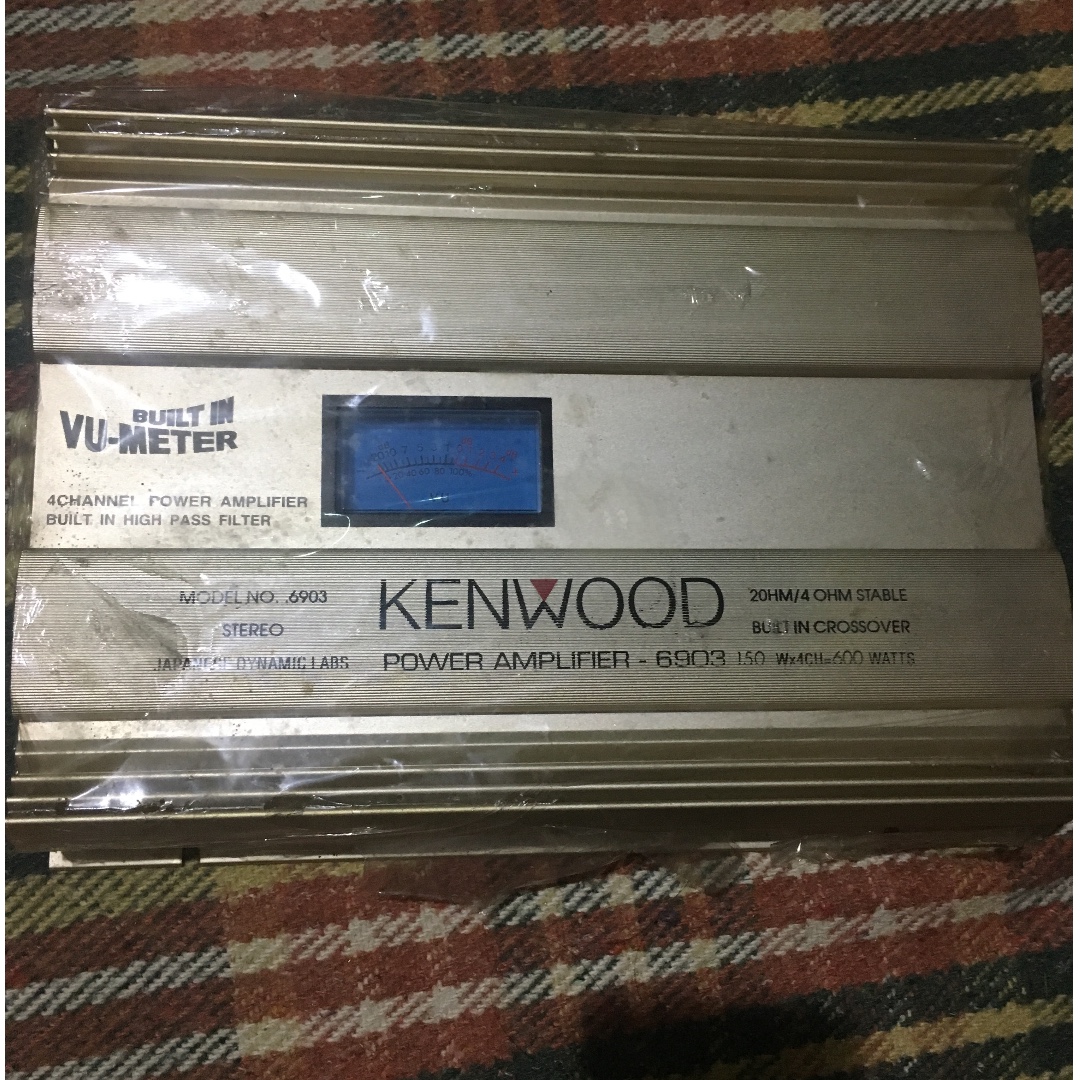 BUILT IN
VU-METER
4CHANNEL POWER AMPLIFIER
BUILT IN HIGH PASS FILTER
MODEL NO. .6903
STEREO
JAPANESE DYNAMIC LABS
KENWOOD
POWER AMPLIFIER - 6903
2OHM/4 OHM STABLE
BUILT IN CROSSOVER
150 Wx4CH=600 WATTS